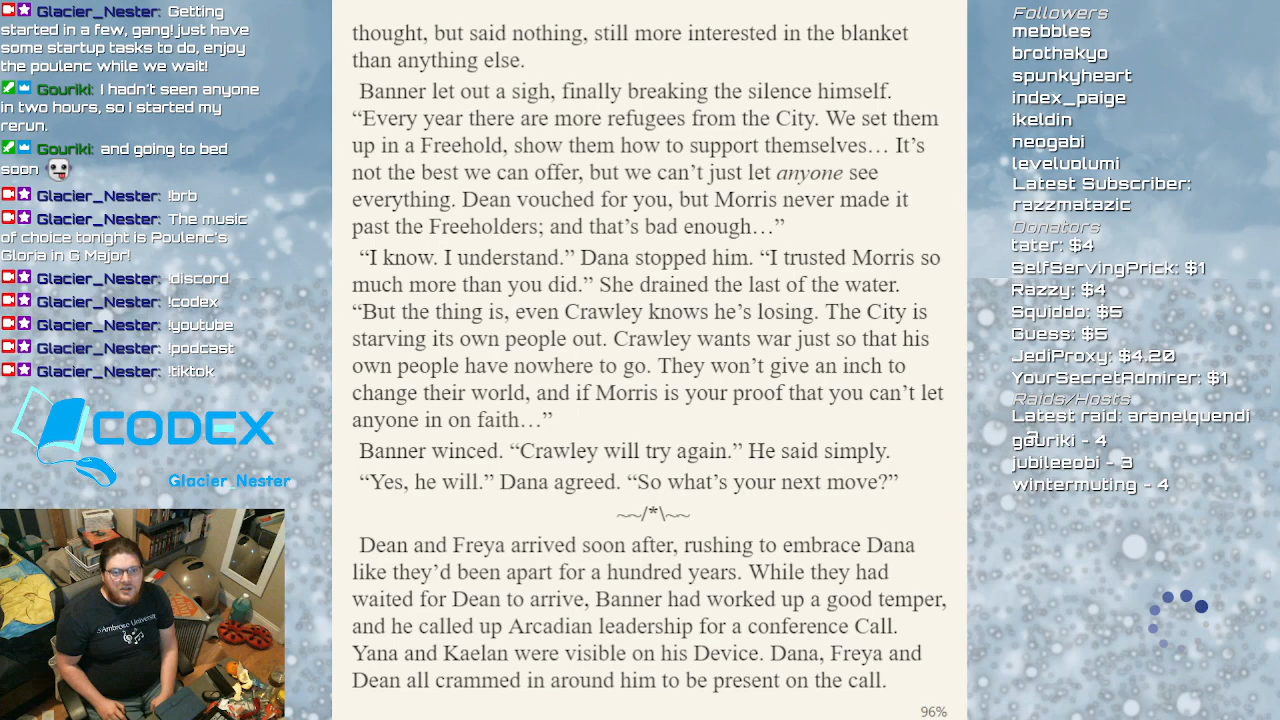 Glacier_Nester: Getting
started in a few, gang! just have
some startup tasks to do, enjoy
the poulenc while we wait!
Gouriki: I hadn't seen anyone
in two hours, so I started my
rerun.
Gouriki: and going to bed
soon
Glacier_Nester: !brb
Glacier_Nester: The music
of choice tonight is Poulenc's
Gloria in G Major!
Glacier_Nester: !discord
Glacier_Nester: !codex
Glacier_Nester: !youtube
Glacier_Nester: !podcast
Glacier_Nester: !tiktok
CODEX
Glacier_Nester
St. Ambrose University
thought, but said nothing, still more interested in the blanket
than anything else.
Banner let out a sigh, finally breaking the silence himself.
“Every year there are more refugees from the City. We set them
up in a Freehold, show them how to support themselves… It’s
not the best we can offer, but we can’t just let anyone see
everything. Dean vouched for you, but Morris never made it
past the Freeholders; and that’s bad enough…”
“I know. I understand.” Dana stopped him. “I trusted Morris so
much more than you did.” She drained the last of the water.
“But the thing is, even Crawley knows he’s losing. The City is
starving its own people out. Crawley wants war just so that his
own people have nowhere to go. They won’t give an inch to
change their world, and if Morris is your proof that you can’t let
anyone in on faith…”
Banner winced. “Crawley will try again.” He said simply.
“Yes, he will.” Dana agreed. “So what’s your next move?”
~~/*\~~
Dean and Freya arrived soon after, rushing to embrace Dana
like they’d been apart for a hundred years. While they had
waited for Dean to arrive, Banner had worked up a good temper,
and he called up Arcadian leadership for a conference Call.
Yana and Kaelan were visible on his Device. Dana, Freya and
Dean all crammed in around him to be present on the call.
96%
Followers
mebbles
brothakyo
spunkyheart
index_paige
ikeldin
neogabi
leveluolumi
Latest Subscriber:
razzmatazic
Donators
tater: $4
SelfServingPrick: $1
Razzy: $4
Squiddo: $5
Guess: $5
JediProxy: $4.20
YourSecretAdmirer: $1
Raids/Hosts
Latest raid: aranelquendi
gouriki - 4
jubileeobi - 3
wintermuting - 4